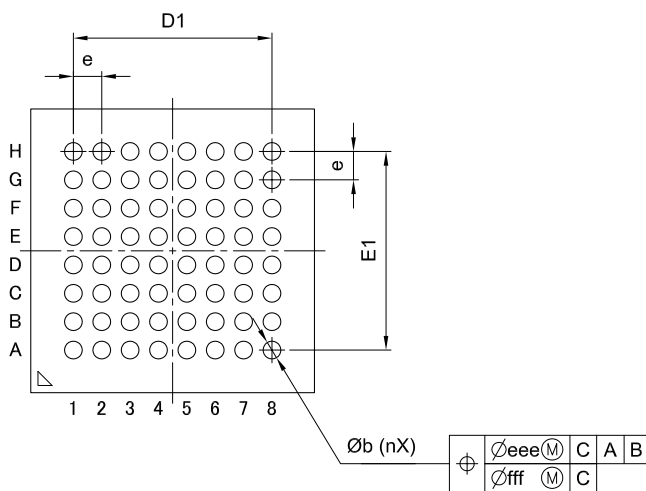 D1
e
H
G
F
E
D
C
B
A
e
E1
1 2 3 4 5 6 7 8
Øb (nX)
⌖ Øeee Ⓜ C A B
Øfff Ⓜ C